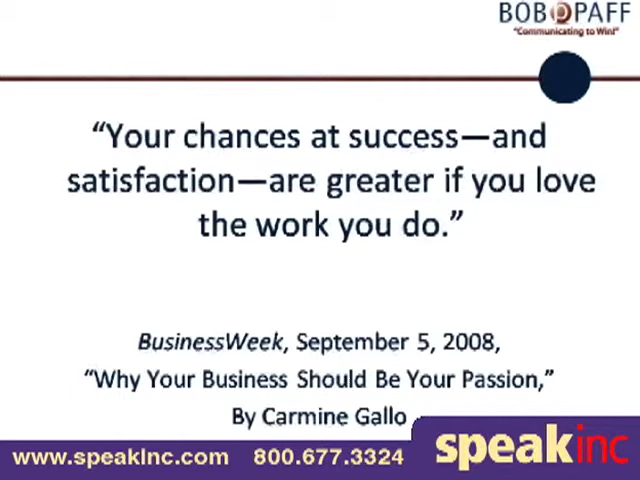 BOB PAFF
"Communicating to Win!"
“Your chances at success—and
satisfaction—are greater if you love
the work you do.”
BusinessWeek, September 5, 2008,
“Why Your Business Should Be Your Passion,”
By Carmine Gallo
www.speakInc.com 800.677.3324
speakinc